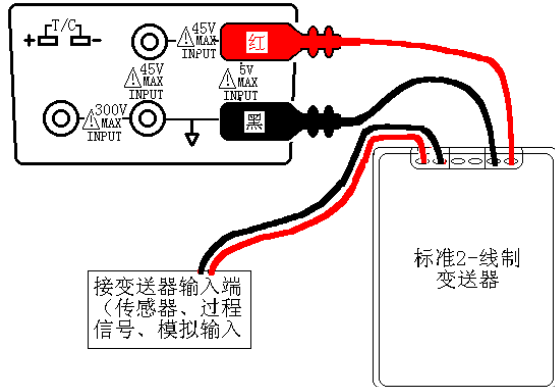 T/C
+ -
45V
MAX
INPUT
红
45V
MAX
INPUT
5V
MAX
INPUT
300V
MAX
INPUT
黑
标准2-线制
变送器
接变送器输入端
（传感器、过程
信号、模拟输入